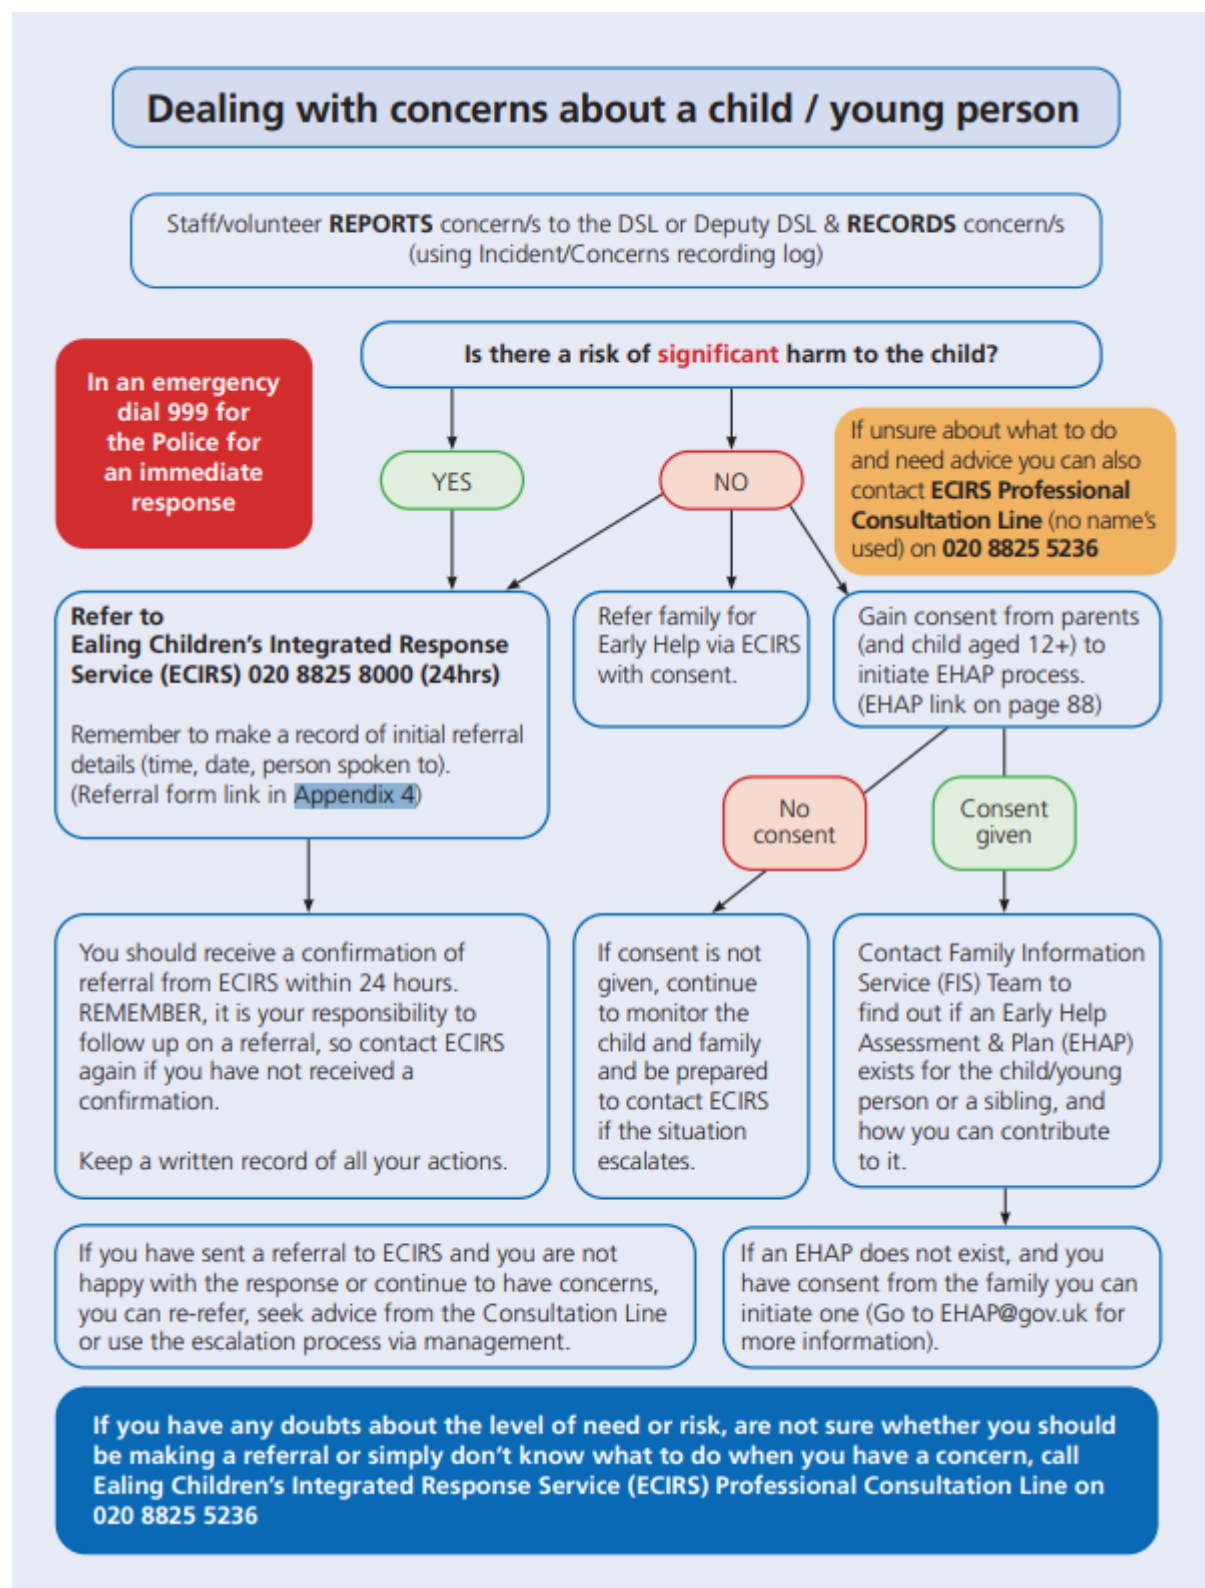 Dealing with concerns about a child / young person
Staff/volunteer REPORTS concern/s to the DSL or Deputy DSL & RECORDS concern/s
(using Incident/Concerns recording log)
In an emergency
dial 999 for
the Police for
an immediate
response
Is there a risk of significant harm to the child?
YES
NO
If unsure about what to do
and need advice you can also
contact ECIRS Professional
Consultation Line (no name's
used) on 020 8825 5236
Refer to
Ealing Children's Integrated Response
Service (ECIRS) 020 8825 8000 (24hrs)
Remember to make a record of initial referral
details (time, date, person spoken to).
(Referral form link in Appendix 4)
Refer family for
Early Help via ECIRS
with consent.
Gain consent from parents
(and child aged 12+) to
initiate EHAP process.
(EHAP link on page 88)
No
consent
Consent
given
You should receive a confirmation of
referral from ECIRS within 24 hours.
REMEMBER, it is your responsibility to
follow up on a referral, so contact ECIRS
again if you have not received a
confirmation.
Keep a written record of all your actions.
If consent is not
given, continue
to monitor the
child and family
and be prepared
to contact ECIRS
if the situation
escalates.
Contact Family Information
Service (FIS) Team to
find out if an Early Help
Assessment & Plan (EHAP)
exists for the child/young
person or a sibling, and
how you can contribute
to it.
If you have sent a referral to ECIRS and you are not
happy with the response or continue to have concerns,
you can re-refer, seek advice from the Consultation Line
or use the escalation process via management.
If an EHAP does not exist, and you
have consent from the family you can
initiate one (Go to EHAP@gov.uk for
more information).
If you have any doubts about the level of need or risk, are not sure whether you should
be making a referral or simply don't know what to do when you have a concern, call
Ealing Children's Integrated Response Service (ECIRS) Professional Consultation Line on
020 8825 5236